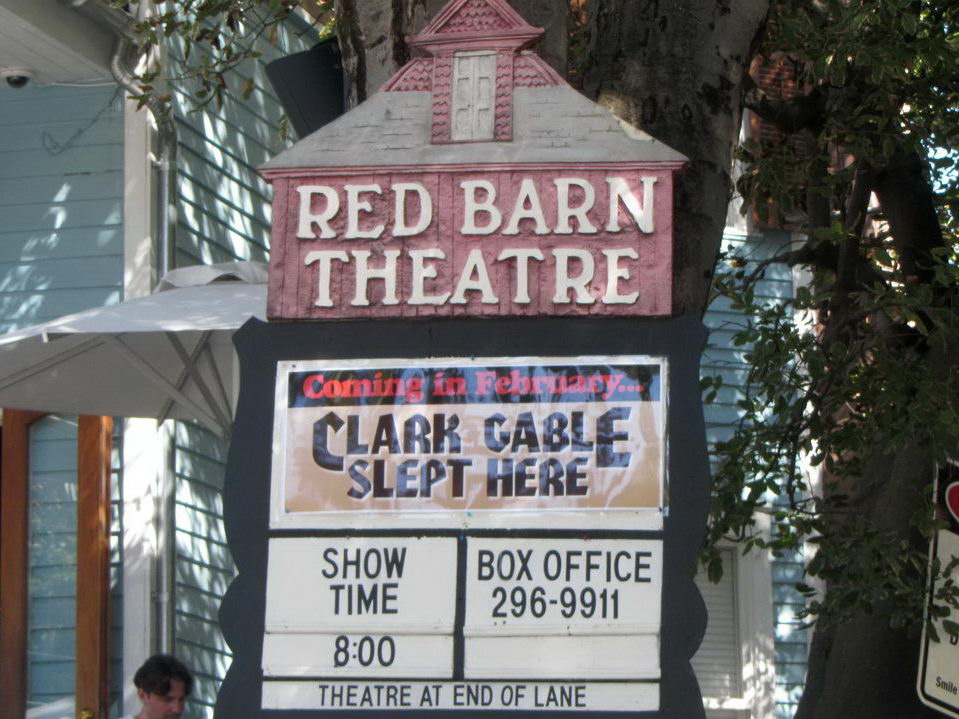 RED BARN
THEATRE
Coming in February...
CLARK GABLE
SLEPT HERE
SHOW
TIME
8:00
BOX OFFICE
296-9911
THEATRE AT END OF LANE
Smile